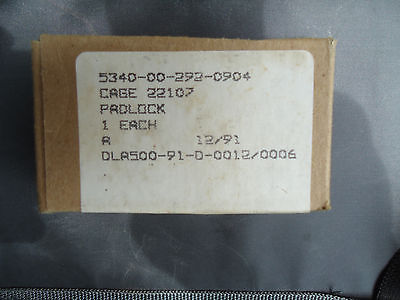 5340-00-292-0904
CAGE 22107
PADLOCK
1 EACH
A 12/91
DLA500-91-D-0012/0006